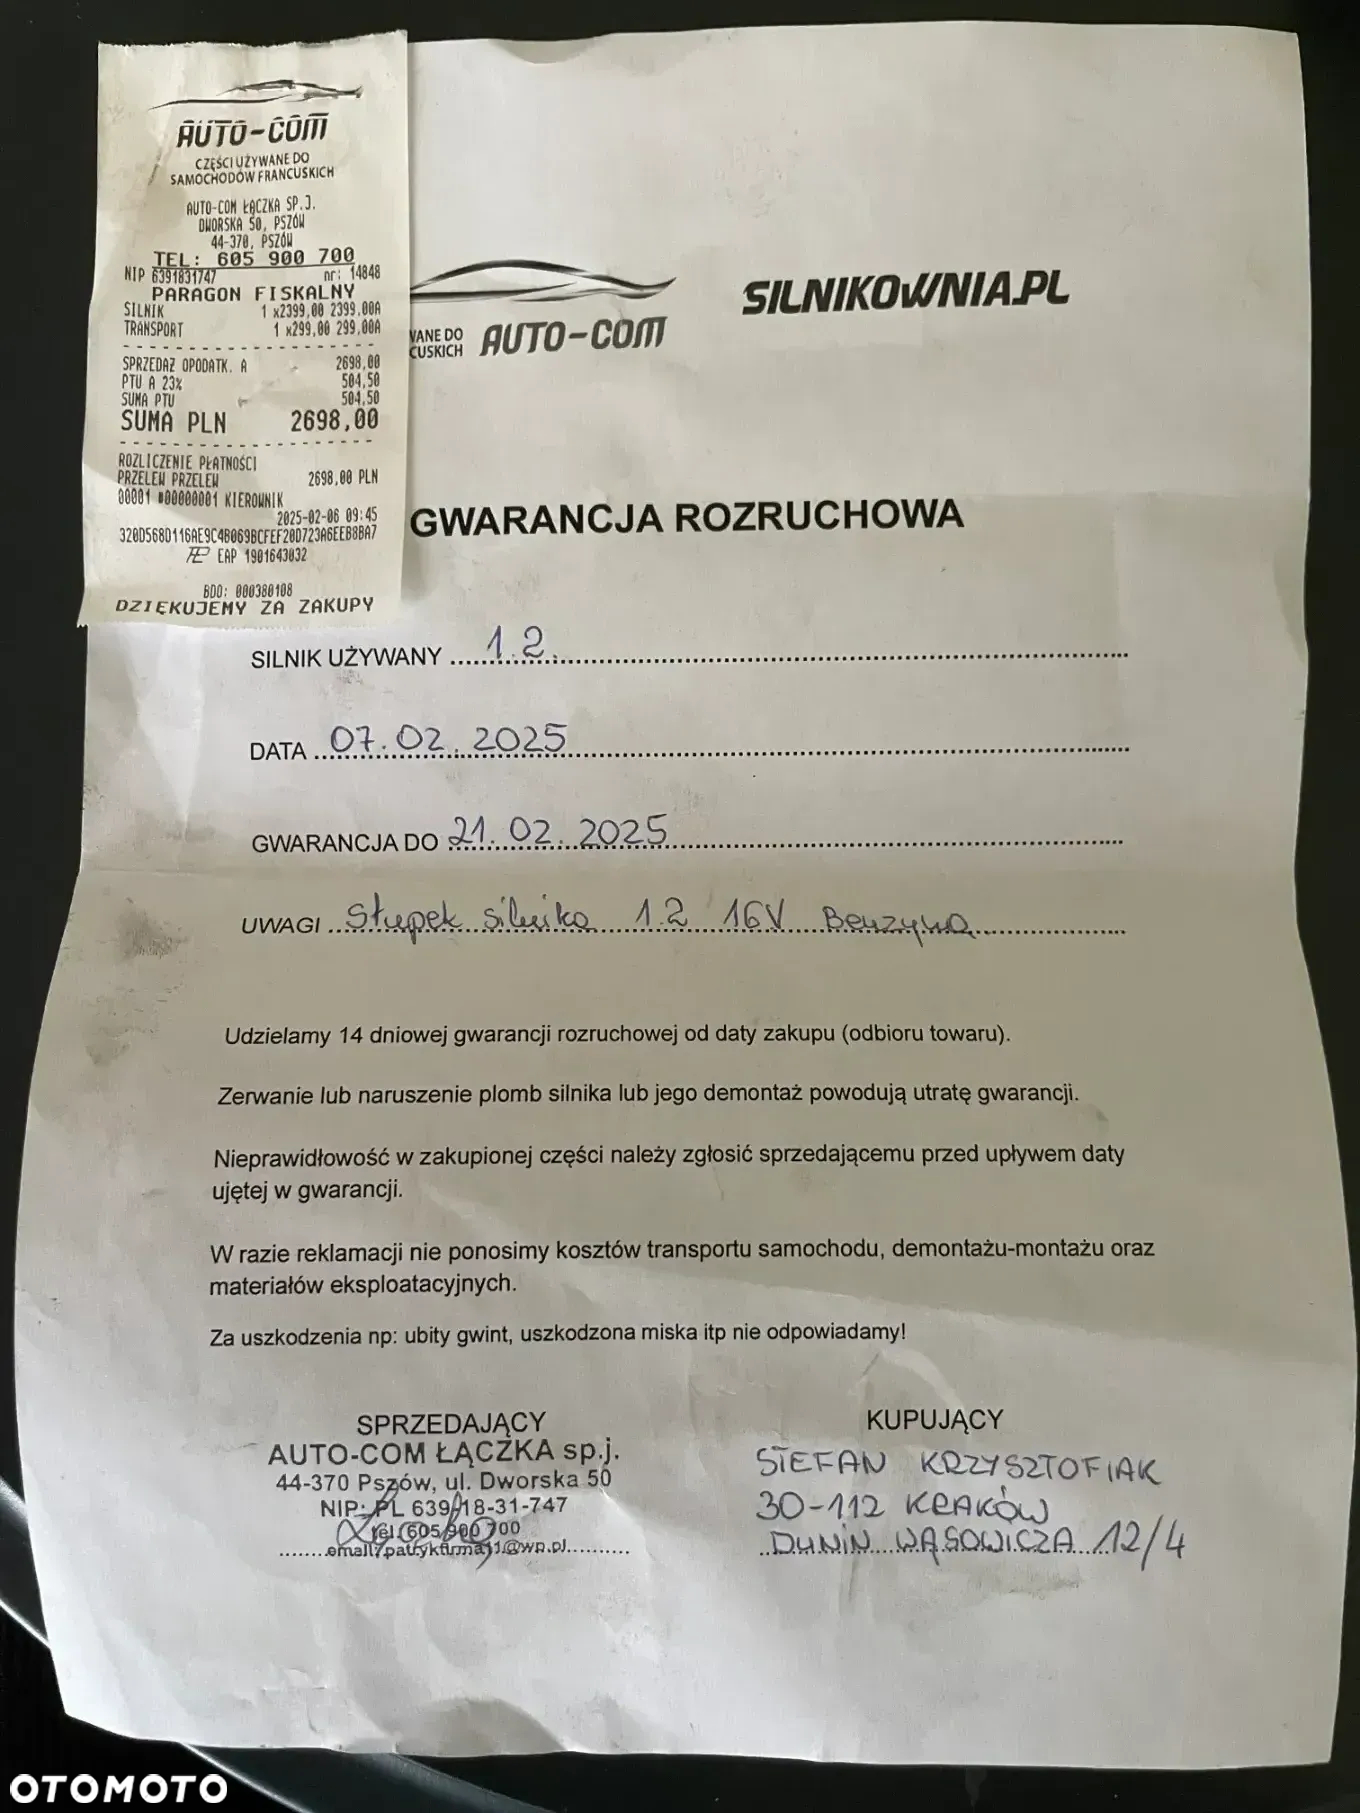 AUTO-COM
CZĘŚCI UŻYWANE DO
SAMOCHODÓW FRANCUSKICH
AUTO-COM ŁĄCZKA SP.J.
DWORSKA 50, PSZÓW
44-370, PSZÓW
TEL: 605 900 700
NIP 6391831747 nr: 14848
PARAGON FISKALNY
SILNIK 1 x2399,00 2399.00A
TRANSPORT 1 x299,00 299.00A
SPRZEDAŻ OPODATK. A 2698,00
PTU A 23% 504,50
SUMA PTU 504,50
SUMA PLN 2698,00
ROZLICZENIE PŁATNOŚCI
PRZELEW PRZELEW 2698,00 PLN
00001 #00000001 KIEROWNIK
2025-02-06 09:45
320D568D116AE9C4B069BCFEF20D723A6EEB8BA7
EAP 1901643032
BDO: 000380108
DZIĘKUJEMY ZA ZAKUPY
WANE DO
CUSKICH
AUTO-COM
SILNIKOWNIA.PL
GWARANCJA ROZRUCHOWA
SILNIK UŻYWANY 1.2
DATA 07.02.2025
GWARANCJA DO 21.02.2025
UWAGI Słupek silnika 1.2 16V Benzyna
Udzielamy 14 dniowej gwarancji rozruchowej od daty zakupu (odbioru towaru).
Zerwanie lub naruszenie plomb silnika lub jego demontaż powodują utratę gwarancji.
Nieprawidłowość w zakupionej części należy zgłosić sprzedającemu przed upływem daty
ujętej w gwarancji.
W razie reklamacji nie ponosimy kosztów transportu samochodu, demontażu-montażu oraz
materiałów eksploatacyjnych.
Za uszkodzenia np: ubity gwint, uszkodzona miska itp nie odpowiadamy!
SPRZEDAJĄCY
AUTO-COM ŁĄCZKA sp.j.
44-370 Pszów, ul. Dworska 50
NIP: PL 639-18-31-747
tel. 605 900 700
email7.patrykfirma11@wp.pl
KUPUJĄCY
STEFAN KRZYSZTOFIAK
30-112 KRAKÓW
DUNIN WĄSOWICZA 12/4
OTOMOTO